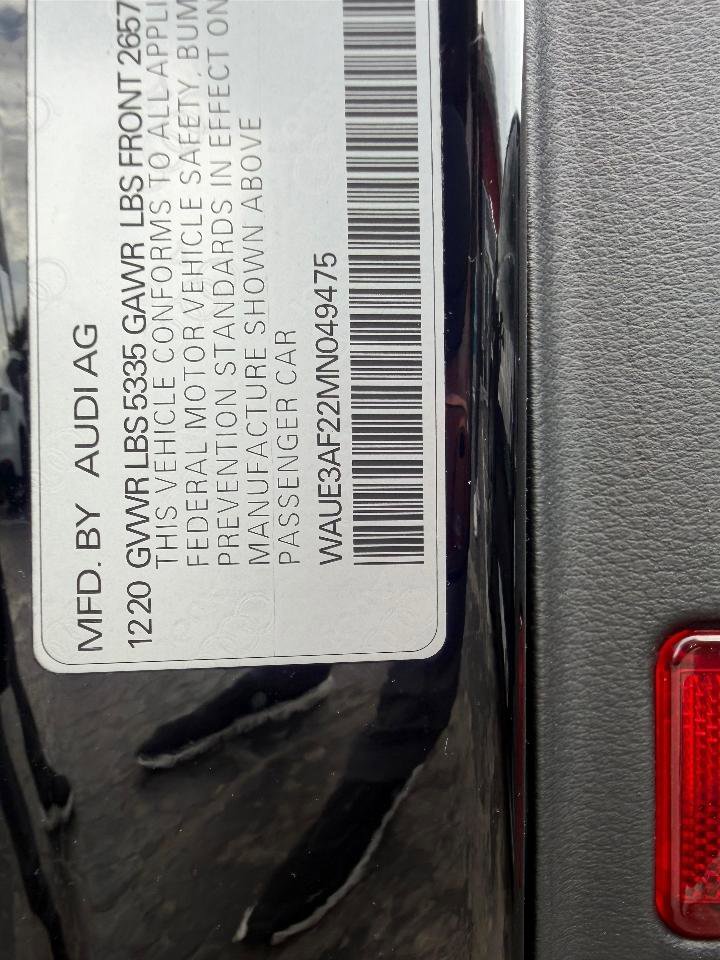 MFD. BY AUDI AG
1220 GVWR LBS 5335 GAWR LBS FRONT 2657
THIS VEHICLE CONFORMS TO ALL APPLI
FEDERAL MOTOR VEHICLE SAFETY, BUM
PREVENTION STANDARDS IN EFFECT ON
MANUFACTURE SHOWN ABOVE
PASSENGER CAR
WAUE3AF22MN049475